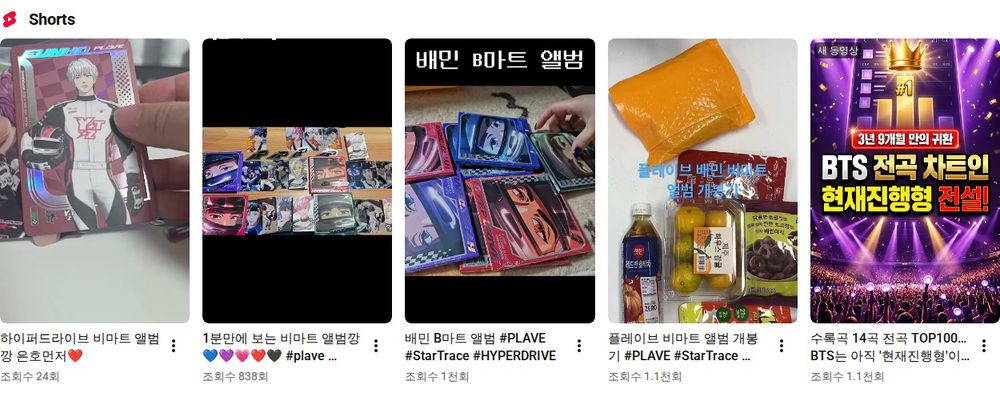 Shorts
EUNHO PLAVE
배민 B마트 앨범
플레이브 배민 비마트
앨범 개봉기
새 동영상
#1
3년 9개월 만의 귀환
BTS 전곡 차트인
현재진행형 전설!
하이퍼드라이브 비마트 앨범
깡 은호먼저❤️
조회수 24회
1분만에 보는 비마트 앨범깡
💙💜💗❤️🖤 #plave ...
조회수 838회
배민 B마트 앨범 #PLAVE
#StarTrace #HYPERDRIVE
조회수 1천회
플레이브 비마트 앨범 개봉
기 #PLAVE #StarTrace ...
조회수 1.1천회
수록곡 14곡 전곡 TOP100...
BTS는 아직 '현재진행형'이...
조회수 1.1천회